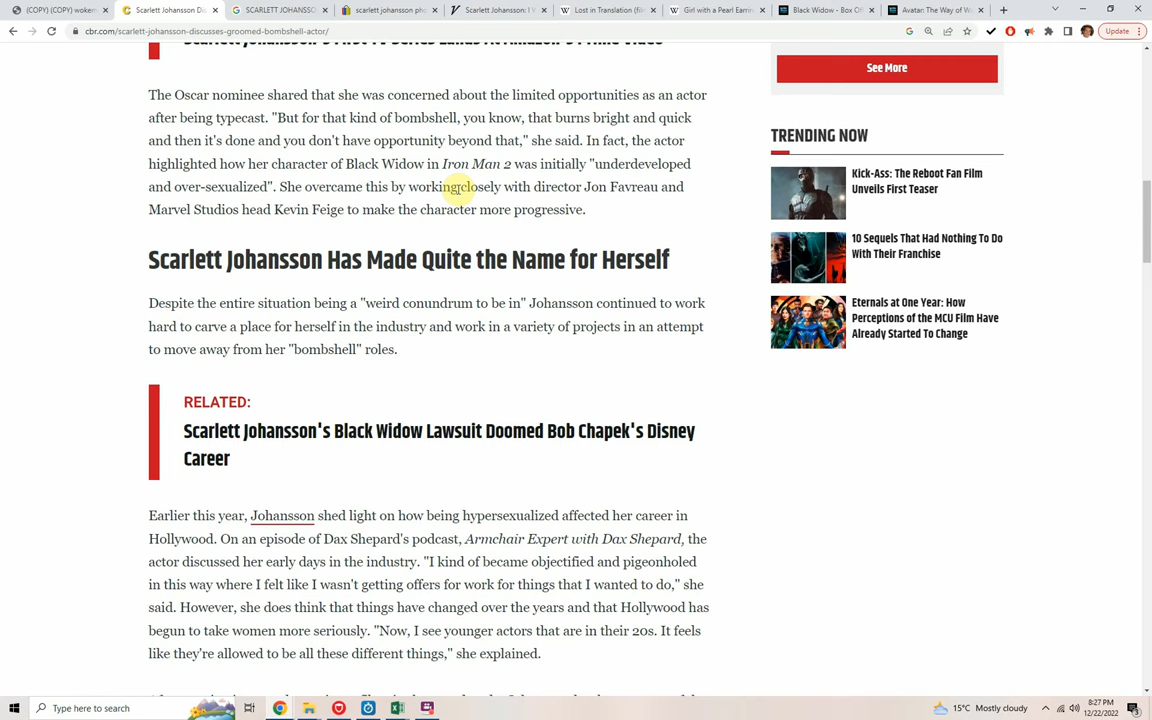 (COPY) (COPY) wokem
Scarlett Johansson Dis
SCARLETT JOHANSSO
scarlett johansson pho
Scarlett Johansson: I W
Lost in Translation (fil
Girl with a Pearl Earrin
Black Widow - Box Of
Avatar: The Way of W
cbr.com/scarlett-johansson-discusses-groomed-bombshell-actor/
Update
The Oscar nominee shared that she was concerned about the limited opportunities as an actor
after being typecast. "But for that kind of bombshell, you know, that burns bright and quick
and then it's done and you don't have opportunity beyond that," she said. In fact, the actor
highlighted how her character of Black Widow in Iron Man 2 was initially "underdeveloped
and over-sexualized". She overcame this by working closely with director Jon Favreau and
Marvel Studios head Kevin Feige to make the character more progressive.
Scarlett Johansson Has Made Quite the Name for Herself
Despite the entire situation being a "weird conundrum to be in" Johansson continued to work
hard to carve a place for herself in the industry and work in a variety of projects in an attempt
to move away from her "bombshell" roles.
RELATED:
Scarlett Johansson's Black Widow Lawsuit Doomed Bob Chapek's Disney
Career
Earlier this year, Johansson shed light on how being hypersexualized affected her career in
Hollywood. On an episode of Dax Shepard's podcast, Armchair Expert with Dax Shepard, the
actor discussed her early days in the industry. "I kind of became objectified and pigeonholed
in this way where I felt like I wasn't getting offers for work for things that I wanted to do," she
said. However, she does think that things have changed over the years and that Hollywood has
begun to take women more seriously. "Now, I see younger actors that are in their 20s. It feels
like they're allowed to be all these different things," she explained.
See More
TRENDING NOW
Kick-Ass: The Reboot Fan Film
Unveils First Teaser
10 Sequels That Had Nothing To Do
With Their Franchise
Eternals at One Year: How
Perceptions of the MCU Film Have
Already Started To Change
Type here to search
15°C Mostly cloudy
8:27 PM
12/22/2022